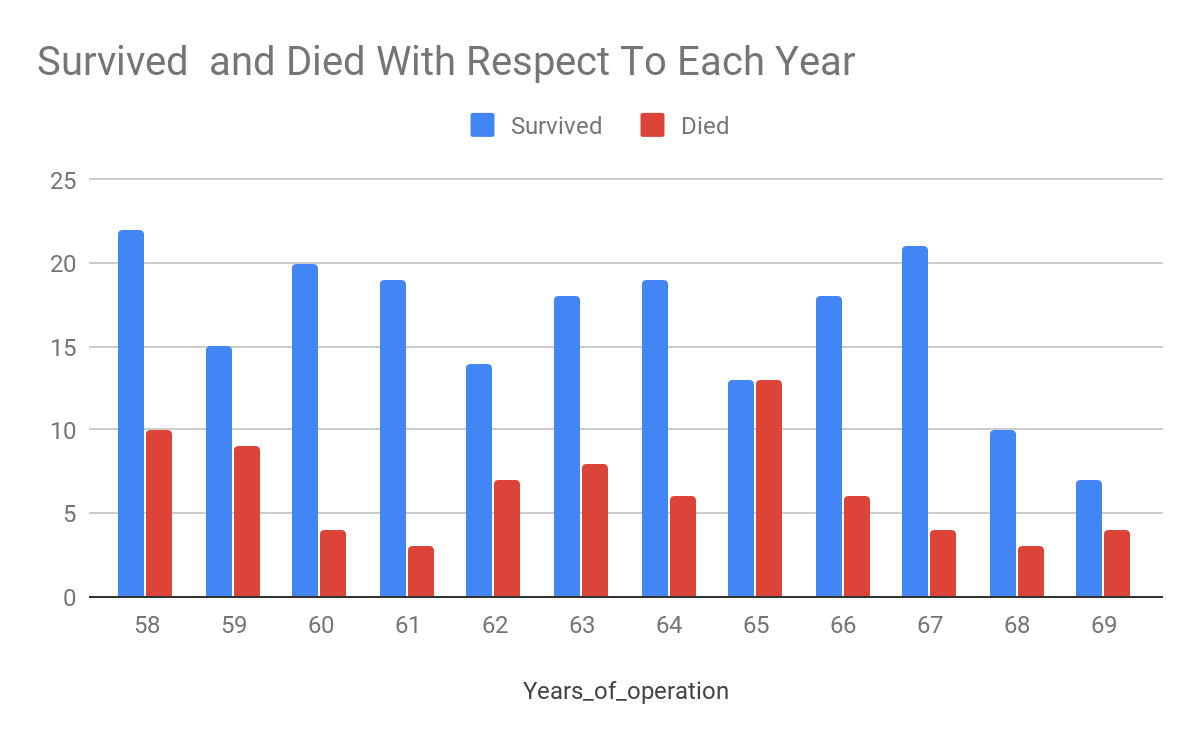 Survived  and Died With Respect To Each Year
Survived Died
25
20
15
10
5
0
58 59 60 61 62 63 64 65 66 67 68 69
Years_of_operation